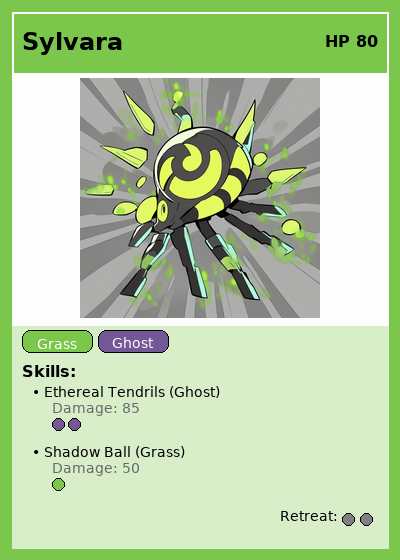 Sylvara
HP 80
Grass
Ghost
Skills:
• Ethereal Tendrils (Ghost)
Damage: 85
• Shadow Ball (Grass)
Damage: 50
Retreat: